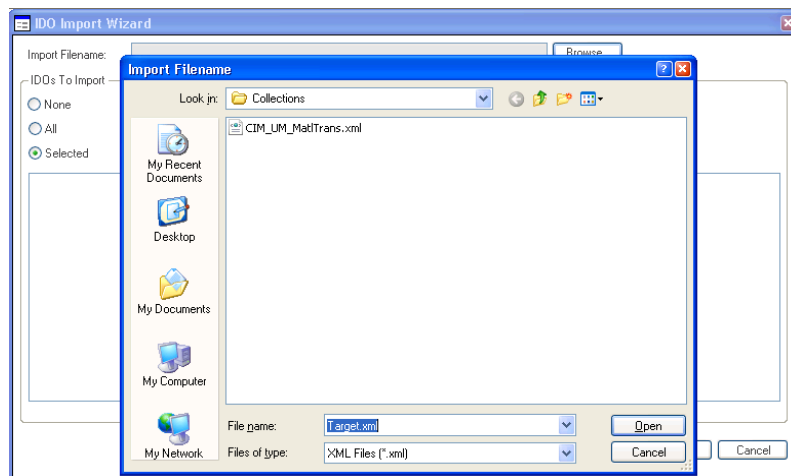 IDO Import Wizard
Import Filename:
Browse...
IDOs To Import
None
All
Selected
Import Filename
Look in:
Collections
CIM_UM_MatlTrans.xml
My Recent
Documents
Desktop
My Documents
My Computer
My Network
File name:
Target.xml
Open
Files of type:
XML Files (*.xml)
Cancel
Cancel